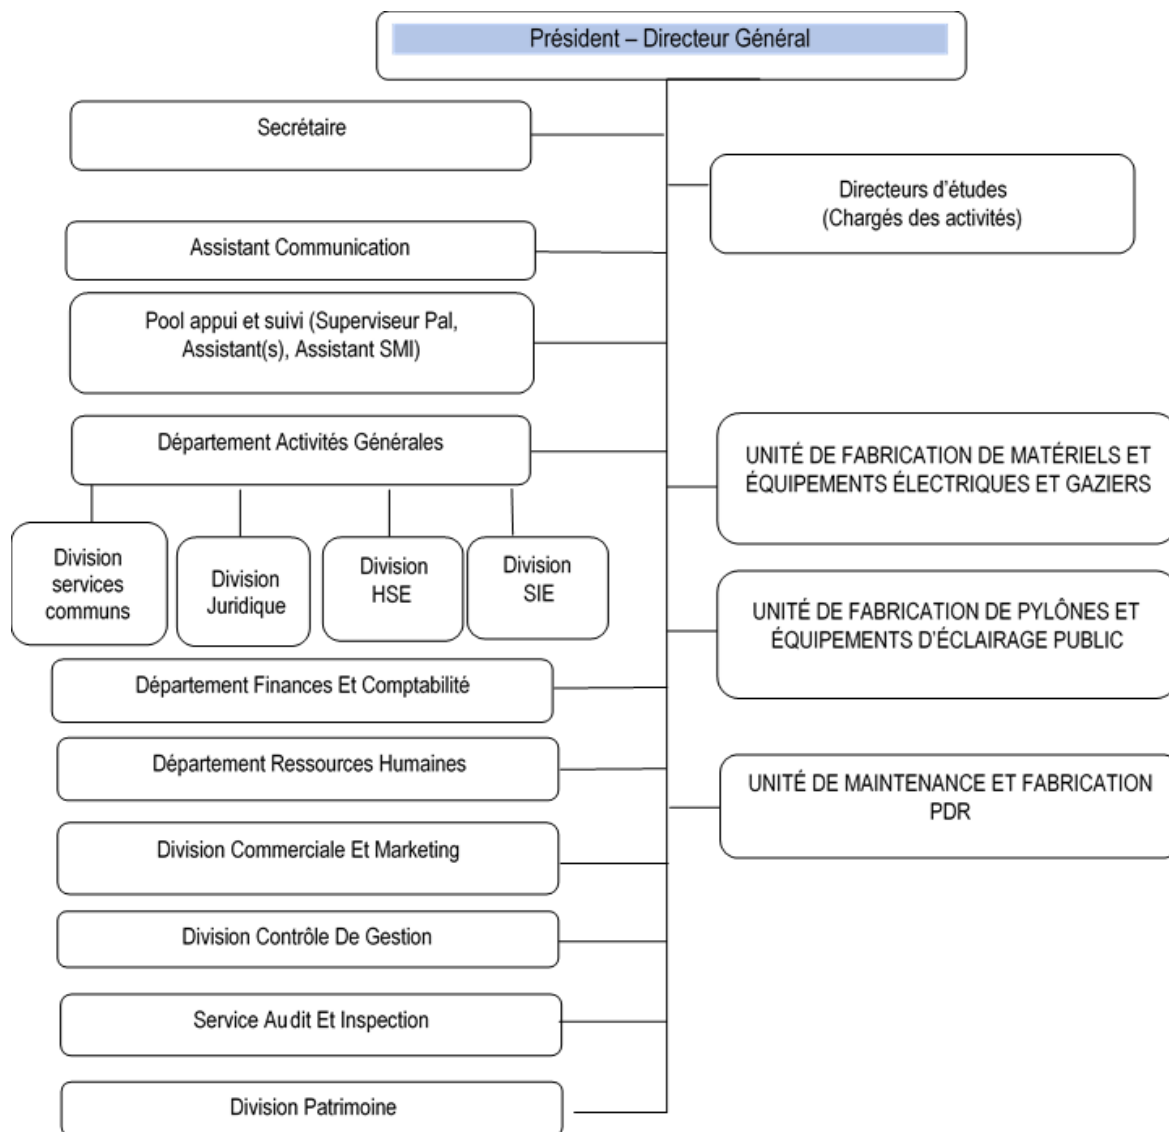 Président – Directeur Général
Secrétaire
Directeurs d'études
(Chargés des activités)
Assistant Communication
Pool appui et suivi (Superviseur Pal,
Assistant(s), Assistant SMI)
Département Activités Générales
UNITÉ DE FABRICATION DE MATÉRIELS ET
ÉQUIPEMENTS ÉLECTRIQUES ET GAZIERS
Division
services
communs
Division
Juridique
Division
HSE
Division
SIE
UNITÉ DE FABRICATION DE PYLÔNES ET
ÉQUIPEMENTS D'ÉCLAIRAGE PUBLIC
Département Finances Et Comptabilité
Département Ressources Humaines
UNITÉ DE MAINTENANCE ET FABRICATION
PDR
Division Commerciale Et Marketing
Division Contrôle De Gestion
Service Audit Et Inspection
Division Patrimoine